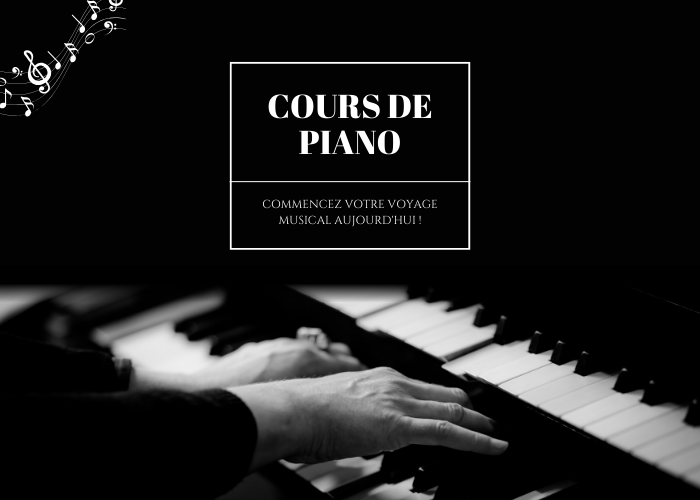 COURS DE
PIANO
COMMENCEZ VOTRE VOYAGE
MUSICAL AUJOURD'HUI !